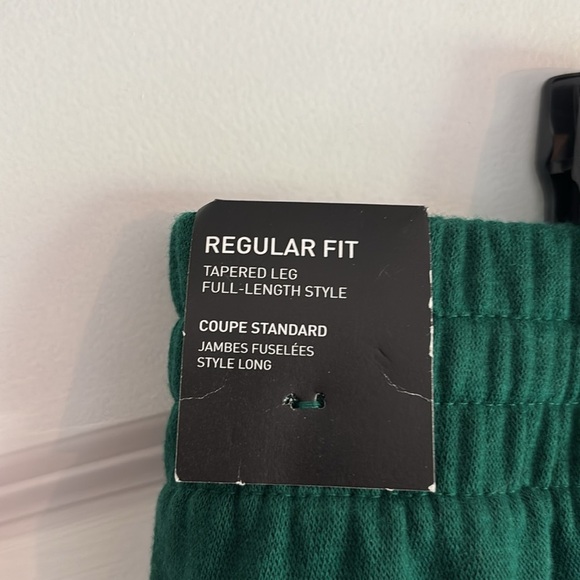 REGULAR FIT
TAPERED LEG
FULL-LENGTH STYLE
COUPE STANDARD
JAMBES FUSELÉES
STYLE LONG